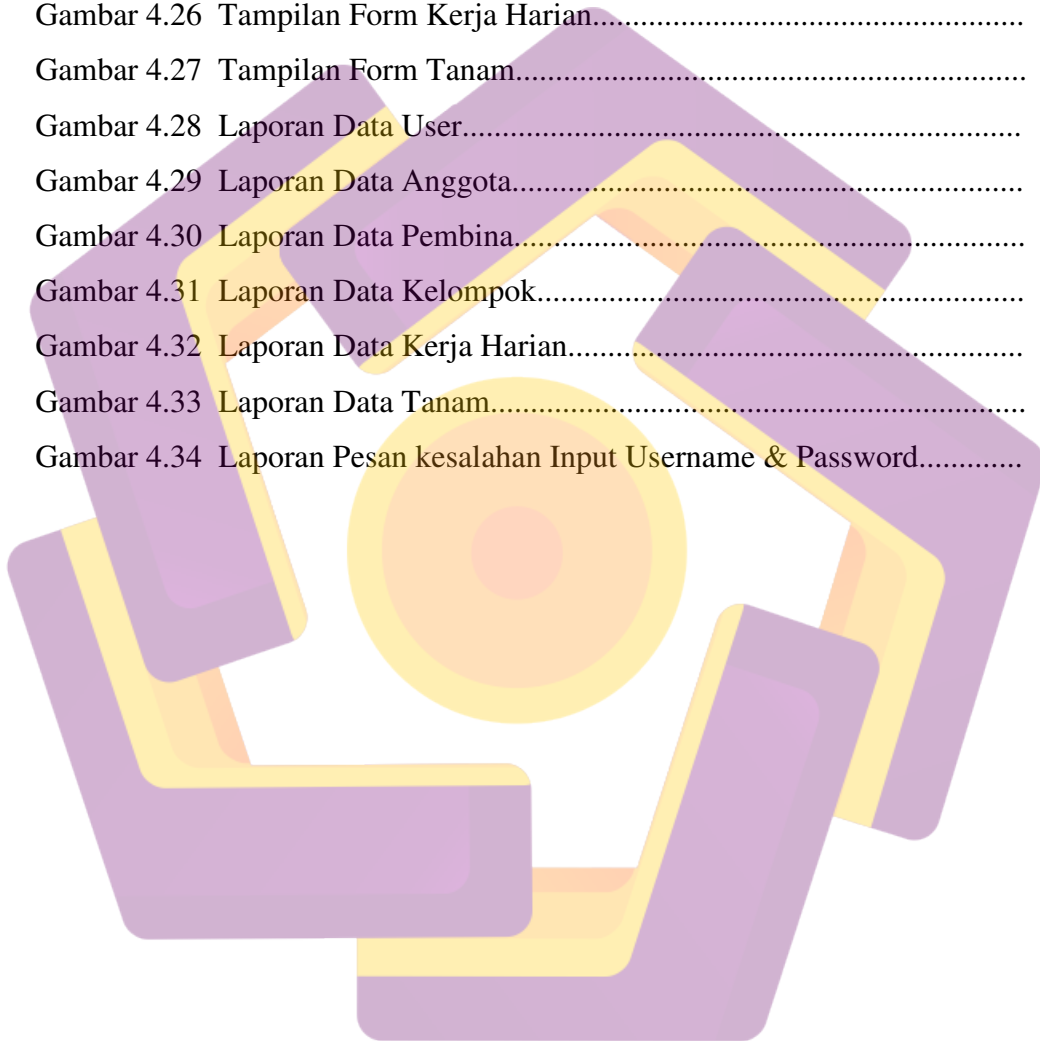 Gambar 4.26  Tampilan Form Kerja Harian......................................................
Gambar 4.27  Tampilan Form Tanam................................................................
Gambar 4.28  Laporan Data User......................................................................
Gambar 4.29  Laporan Data Anggota................................................................
Gambar 4.30  Laporan Data Pembina................................................................
Gambar 4.31  Laporan Data Kelompok.............................................................
Gambar 4.32  Laporan Data Kerja Harian.........................................................
Gambar 4.33  Laporan Data Tanam...................................................................
Gambar 4.34  Laporan Pesan kesalahan Input Username & Password.............